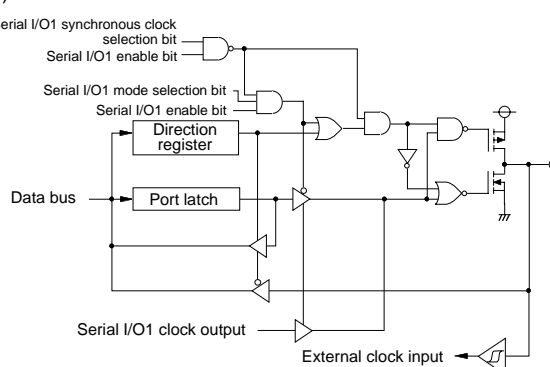 Serial I/O1 synchronous clock
selection bit
Serial I/O1 enable bit
Serial I/O1 mode selection bit
Serial I/O1 enable bit
Direction
register
Data bus
Port latch
Serial I/O1 clock output
External clock input